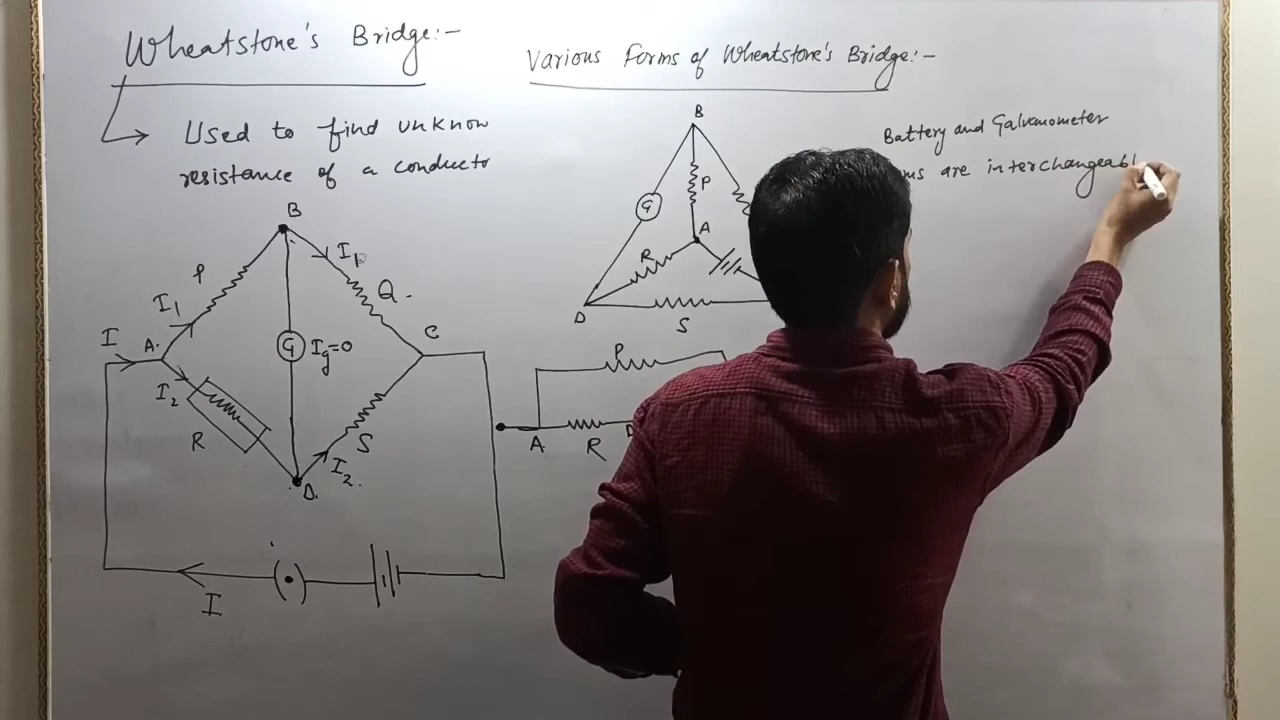 Wheatstone's Bridge:-
Used to find unknow
resistance of a conducto
B
P
I1
Q.
I1
I
A.
C
G
Ig=0
I2
R
S
I2.
D.
I
Various Forms of Wheatstone's Bridge:-
B
G
P
A
R
D
S
P
A
R
Battery and Galvanometer
are interchangeabl